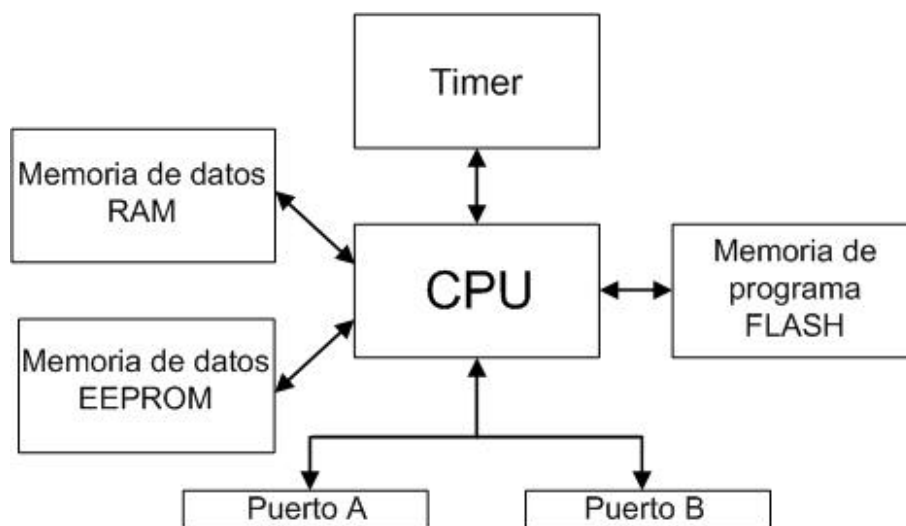 Timer
Memoria de datos
RAM
CPU
Memoria de
programa
FLASH
Memoria de datos
EEPROM
Puerto A
Puerto B